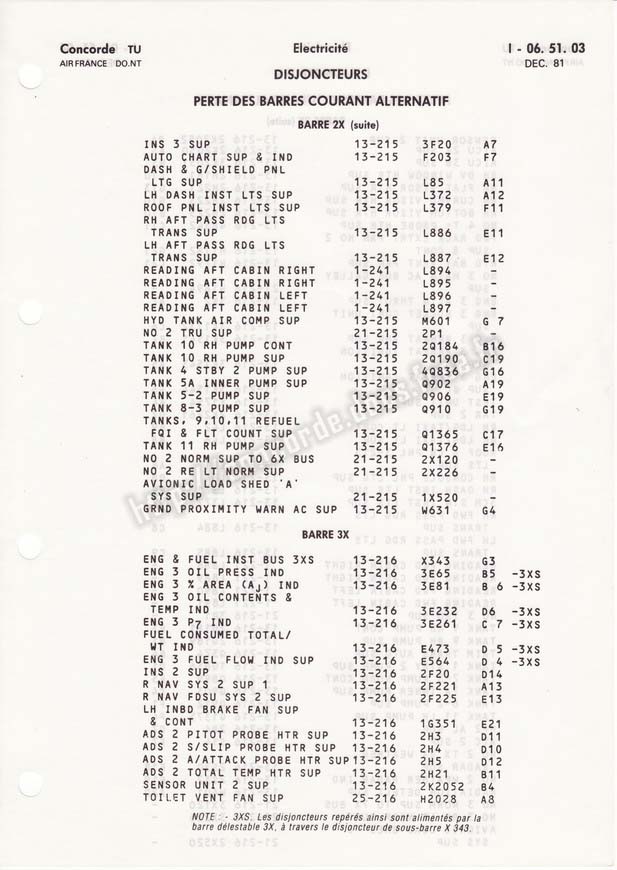 Concorde TU Electricité I - 06. 51. 03
AIR FRANCE DO.NT DEC. 81
DISJONCTEURS
PERTE DES BARRES COURANT ALTERNATIF
BARRE 2X (suite)
INS 3 SUP 13-215 3F20 A7
AUTO CHART SUP & IND 13-215 F203 F7
DASH & G/SHIELD PNL
LTG SUP 13-215 L85 A11
LH DASH INST LTS SUP 13-215 L372 A12
ROOF PNL INST LTS SUP 13-215 L379 F11
RH AFT PASS RDG LTS
TRANS SUP 13-215 L886 E11
LH AFT PASS RDG LTS
TRANS SUP 13-215 L887 E12
READING AFT CABIN RIGHT 1-241 L894 -
READING AFT CABIN RIGHT 1-241 L895 -
READING AFT CABIN LEFT 1-241 L896 -
READING AFT CABIN LEFT 1-241 L897 -
HYD TANK AIR COMP SUP 13-215 M601 G 7
NO 2 TRU SUP 21-215 2P1 -
TANK 10 RH PUMP CONT 13-215 2Q184 B16
TANK 10 RH PUMP SUP 13-215 2Q190 C19
TANK 4 STBY 2 PUMP SUP 13-215 4Q836 G16
TANK 5A INNER PUMP SUP 13-215 Q902 A19
TANK 5-2 PUMP SUP 13-215 Q906 E19
TANK 8-3 PUMP SUP 13-215 Q910 G19
TANKS, 9,10,11 REFUEL
FQI & FLT COUNT SUP 13-215 Q1365 C17
TANK 11 RH PUMP SUP 13-215 Q1376 E16
NO 2 NORM SUP TO 6X BUS 21-215 2X120 -
NO 2 RE LT NORM SUP 21-215 2X226 -
AVIONIC LOAD SHED 'A'
SYS SUP 21-215 1X520 -
GRND PROXIMITY WARN AC SUP 13-215 W631 G4
BARRE 3X
ENG & FUEL INST BUS 3XS 13-216 X343 G3
ENG 3 OIL PRESS IND 13-216 3E65 B5 -3XS
ENG 3 % AREA (Aj) IND 13-216 3E81 B 6 -3XS
ENG 3 OIL CONTENTS &
TEMP IND 13-216 3E232 D6 -3XS
ENG 3 P7 IND 13-216 3E261 C 7 -3XS
FUEL CONSUMED TOTAL/
WT IND 13-216 E473 D 5 -3XS
ENG 3 FUEL FLOW IND SUP 13-216 E564 D 4 -3XS
INS 2 SUP 13-216 2F20 D14
R NAV SYS 2 SUP 1 13-216 2F221 A13
R NAV FDSU SYS 2 SUP 13-216 2F225 E13
LH INBD BRAKE FAN SUP
& CONT 13-216 1G351 E21
ADS 2 PITOT PROBE HTR SUP 13-216 2H3 D11
ADS 2 S/SLIP PROBE HTR SUP 13-216 2H4 D10
ADS 2 A/ATTACK PROBE HTR SUP 13-216 2H5 D12
ADS 2 TOTAL TEMP HTR SUP 13-216 2H21 B11
SENSOR UNIT 2 SUP 13-216 2K2052 B4
TOILET VENT FAN SUP 25-216 H2028 A8
NOTE : - 3XS. Les disjoncteurs repérés ainsi sont alimentés par la
barre délestable 3X, à travers le disjoncteur de sous-barre X 343.